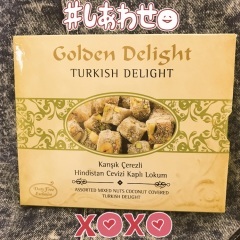 #しあわせ
Golden Delight
TURKISH DELIGHT
Karışık Çerezli
Hindistan Cevizi Kaplı Lokum
ASSORTED MIXED NUTS COCONUT COVERED
TURKISH DELIGHT
XOXO